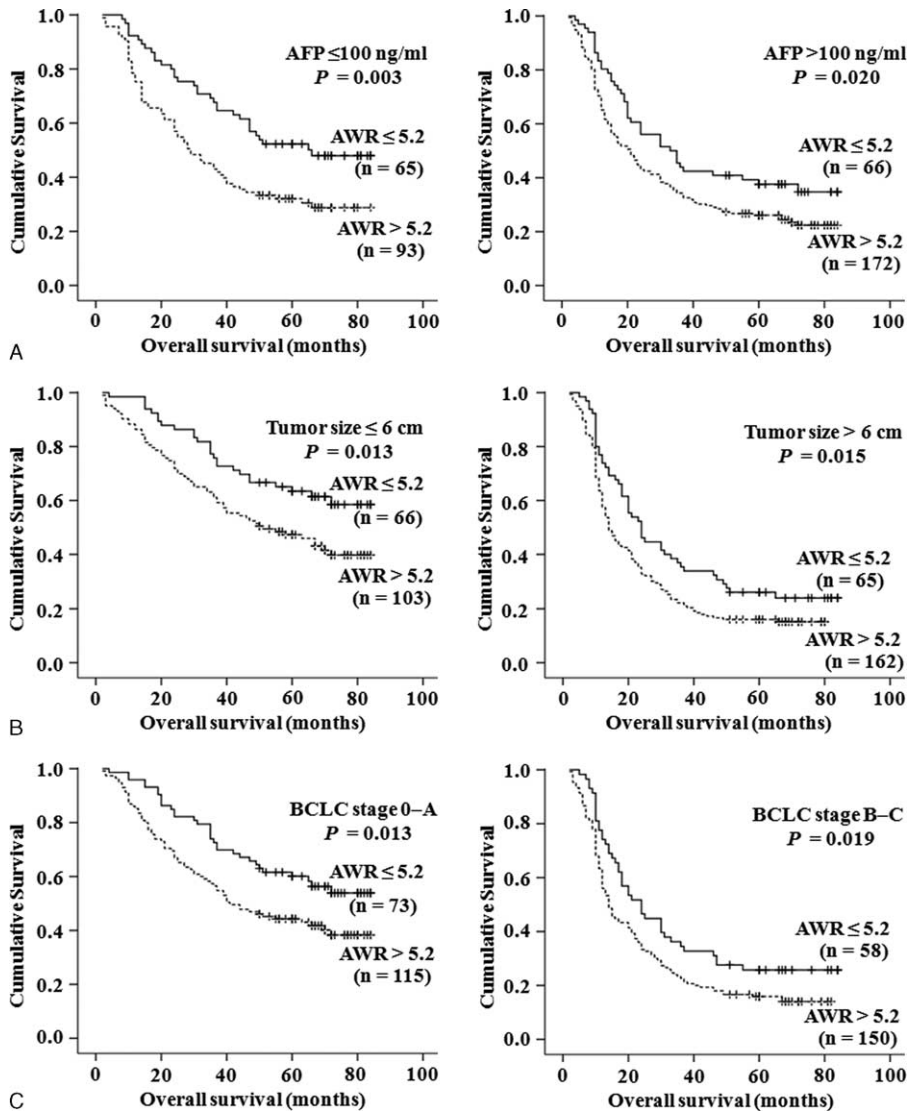 1.0
0.8
0.6
0.4
0.2
0.0
Cumulative Survival
AFP ≤100 ng/ml
P = 0.003
AWR ≤ 5.2
(n = 65)
AWR > 5.2
(n = 93)
0 20 40 60 80 100
Overall survival (months)
1.0
0.8
0.6
0.4
0.2
0.0
Cumulative Survival
AFP >100 ng/ml
P = 0.020
AWR ≤ 5.2
(n = 66)
AWR > 5.2
(n = 172)
0 20 40 60 80 100
Overall survival (months)
A
1.0
0.8
0.6
0.4
0.2
0.0
Cumulative Survival
Tumor size ≤ 6 cm
P = 0.013
AWR ≤ 5.2
(n = 66)
AWR > 5.2
(n = 103)
0 20 40 60 80 100
Overall survival (months)
1.0
0.8
0.6
0.4
0.2
0.0
Cumulative Survival
Tumor size > 6 cm
P = 0.015
AWR ≤ 5.2
(n = 65)
AWR > 5.2
(n = 162)
0 20 40 60 80 100
Overall survival (months)
B
1.0
0.8
0.6
0.4
0.2
0.0
Cumulative Survival
BCLC stage 0–A
P = 0.013
AWR ≤ 5.2
(n = 73)
AWR > 5.2
(n = 115)
0 20 40 60 80 100
Overall survival (months)
1.0
0.8
0.6
0.4
0.2
0.0
Cumulative Survival
BCLC stage B–C
P = 0.019
AWR ≤ 5.2
(n = 58)
AWR > 5.2
(n = 150)
0 20 40 60 80 100
Overall survival (months)
C